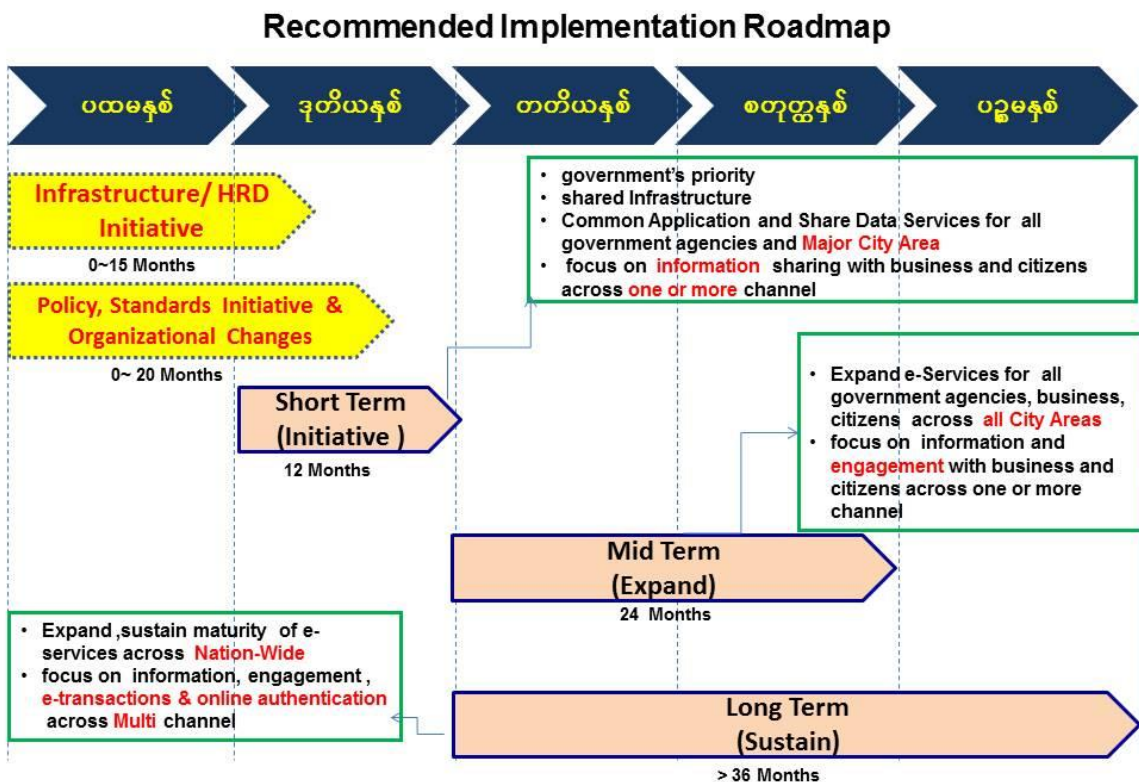 Recommended Implementation Roadmap
ပထမနှစ်
ဒုတိယနှစ်
တတိယနှစ်
စတုတ္ထနှစ်
ပဉ္စမနှစ်
Infrastructure/ HRD
Initiative
0~15 Months
Policy, Standards Initiative &
Organizational Changes
0~ 20 Months
• government's priority
• shared Infrastructure
• Common Application and Share Data Services for all
government agencies and Major City Area
• focus on information sharing with business and citizens
across one or more channel
Short Term
(Initiative )
12 Months
• Expand e-Services for all
government agencies, business,
citizens across all City Areas
• focus on information and
engagement with business and
citizens across one or more
channel
Mid Term
(Expand)
24 Months
• Expand ,sustain maturity of e-
services across Nation-Wide
• focus on information, engagement ,
e-transactions & online authentication
across Multi channel
Long Term
(Sustain)
> 36 Months